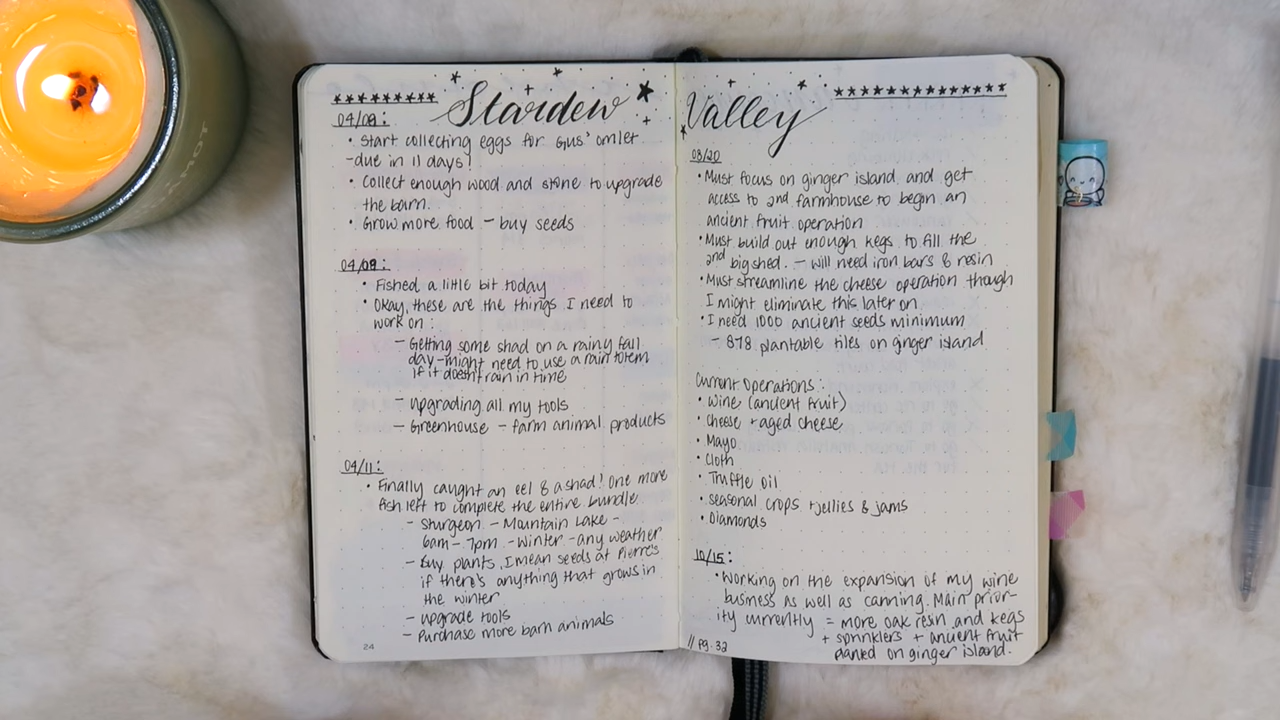 Stardew Valley
04/08:
• Start collecting eggs for Gus' omlet
-due in 11 days!
• Collect enough wood and stone to upgrade
the barn.
• Grow more food - buy seeds
04/09:
• Fished a little bit today
• Okay, these are the things I need to
work on:
- Getting some shad on a rainy fall
day - might need to use a rain totem
if it doesn't rain in time
- upgrading all my tools
- Greenhouse - farm animal products
04/11:
• Finally caught an eel & a shad! One more
fish left to complete the entire bundle
- Sturgeon - Mountain Lake -
6am - 7pm - Winter - any weather
- Buy plants, I mean seeds at Pierre's
if there's anything that grows in
the winter
- upgrade tools
- Purchase more barn animals
24
08/20
• Must focus on ginger island and get
access to 2nd farmhouse to begin an
ancient fruit operation
• Must build out enough kegs to fill the
2nd big shed. - will need iron bars & resin
• Must streamline the cheese operation though
I might eliminate this later on
• I need 1000 ancient seeds minimum
- 878 plantable tiles on ginger island
Current Operations:
• Wine (ancient fruit)
• Cheese + aged cheese
• Mayo
• Cloth
• Truffle Oil
• Seasonal crops + jellies & jams
• Diamonds
10/15:
• Working on the expansion of my wine
business as well as canning. Main prior-
ity currently = more oak resin and kegs
+ sprinklers + ancient fruit
planted on ginger island.
// Pg. 32